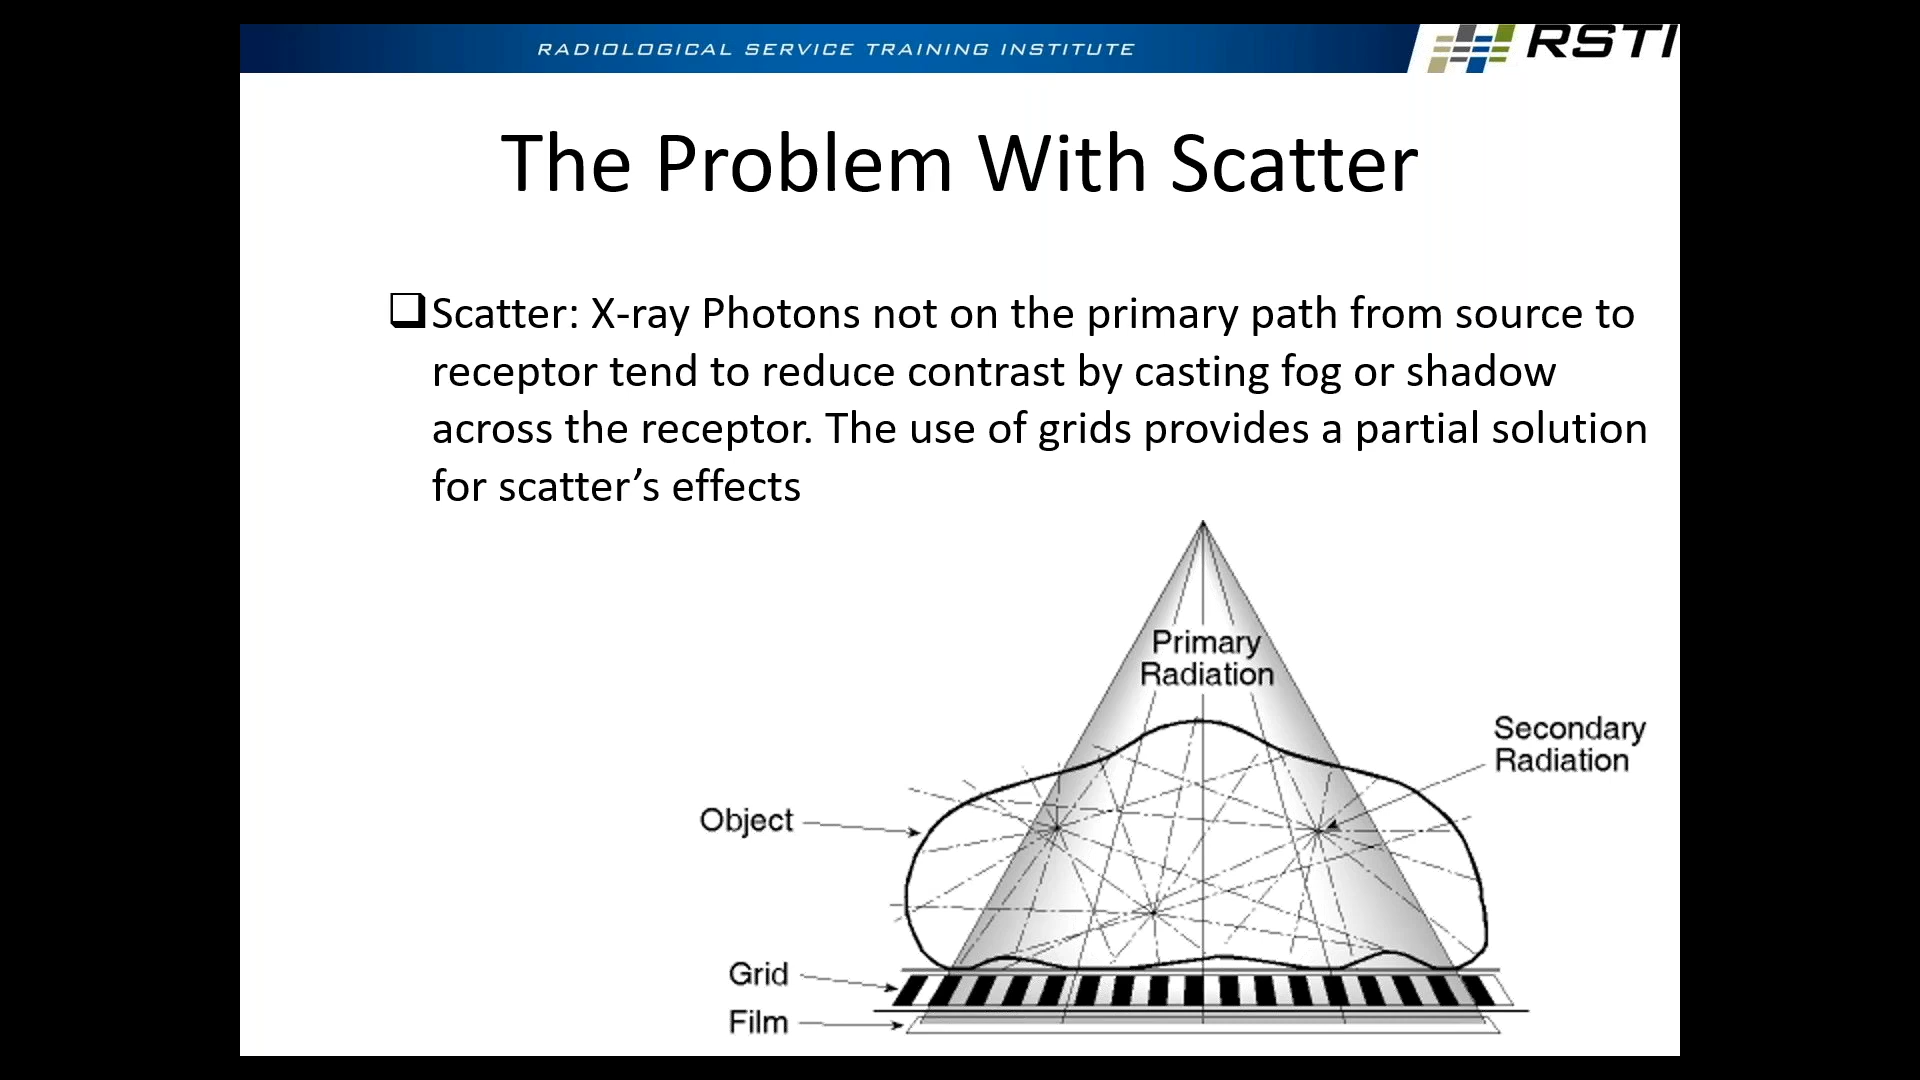 RADIOLOGICAL SERVICE TRAINING INSTITUTE
RSTI
The Problem With Scatter
Scatter: X-ray Photons not on the primary path from source to
receptor tend to reduce contrast by casting fog or shadow
across the receptor. The use of grids provides a partial solution
for scatter’s effects
Primary
Radiation
Secondary
Radiation
Object
Grid
Film